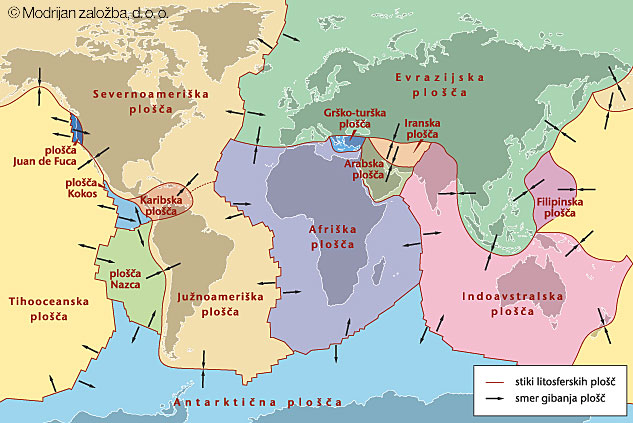 © Modrijan založba, d. o. o.
Severnoameriška
plošča
Evrazijska
plošča
Grško-turška
plošča
Iranska
plošča
plošča
Juan de Fuca
Arabska
plošča
plošča
Kokos
Karibska
plošča
Filipinska
plošča
Afriška
plošča
plošča
Nazca
Tihooceanska
plošča
Južnoameriška
plošča
Indoavstralska
plošča
Antarktična plošča
stiki litosferskih plošč
smer gibanja plošč